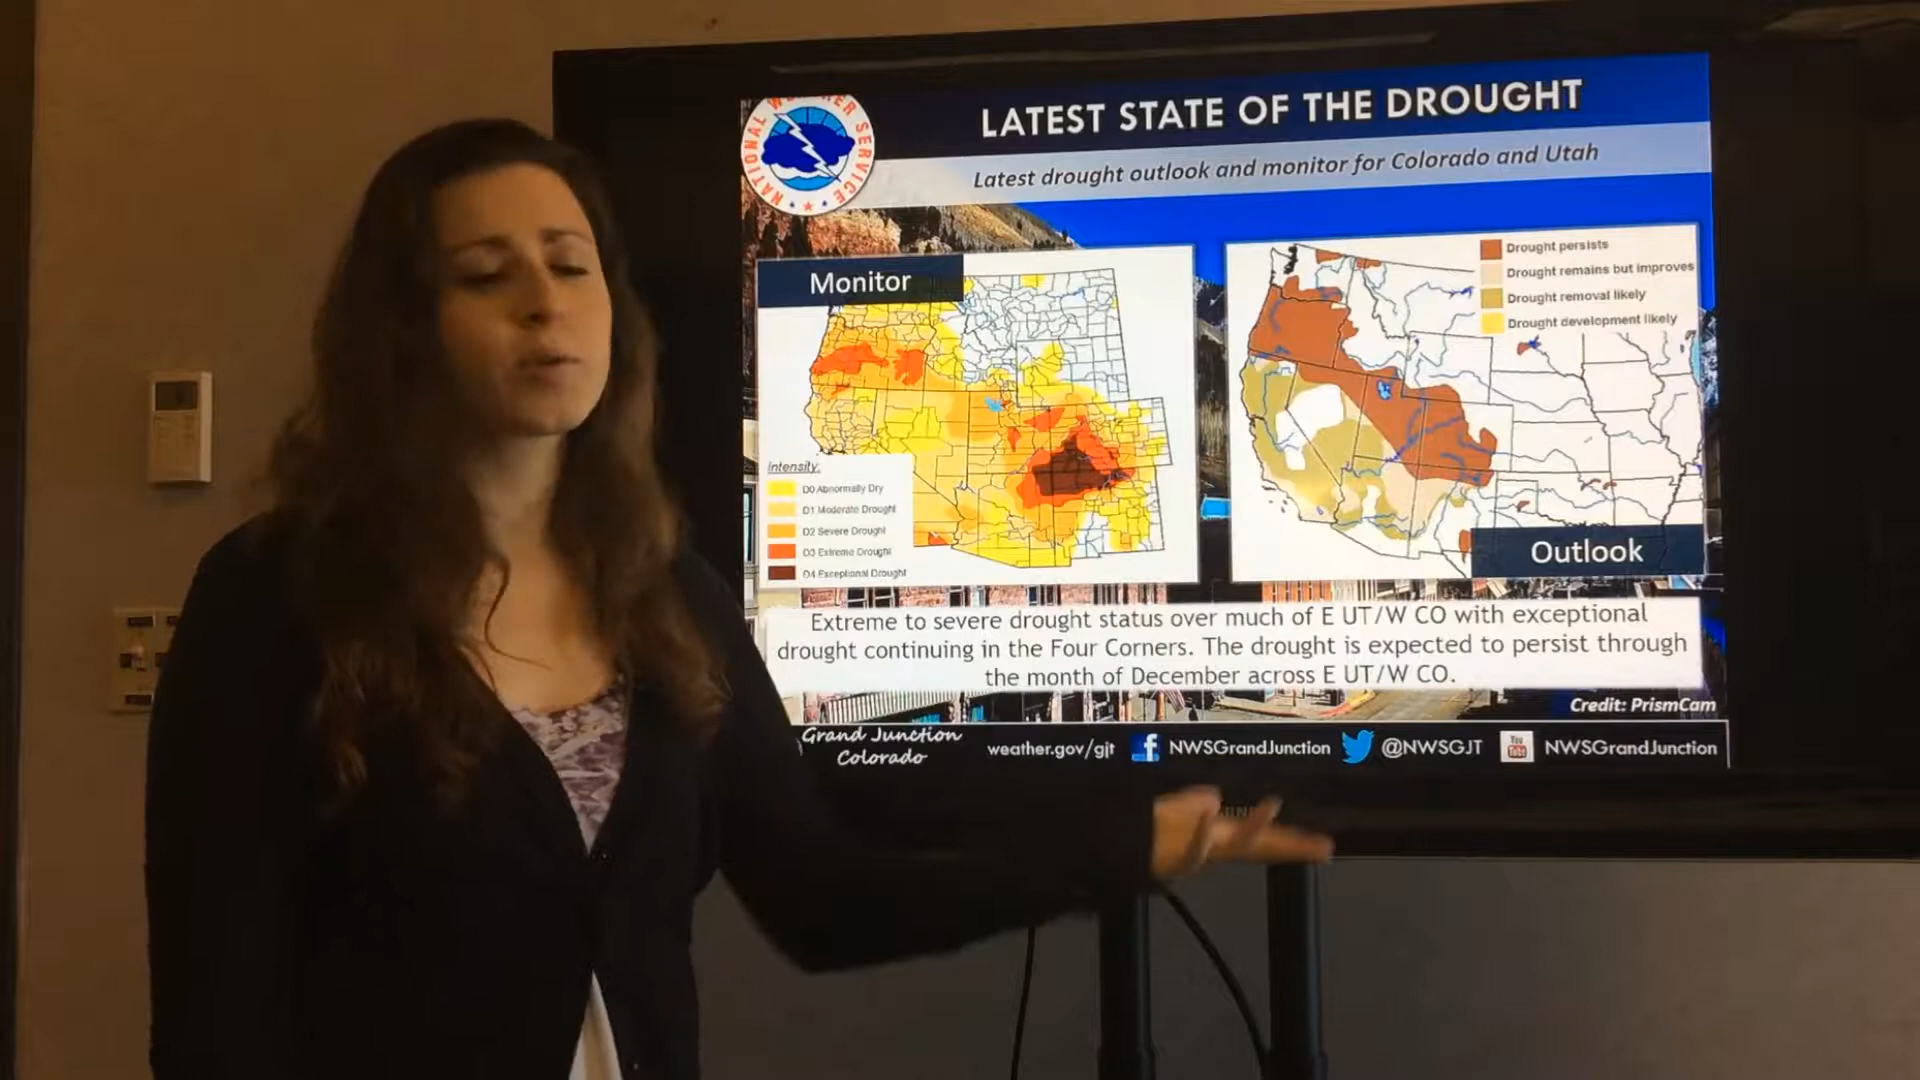 LATEST STATE OF THE DROUGHT
Latest drought outlook and monitor for Colorado and Utah
NATIONAL WEATHER SERVICE
Monitor
Intensity:
D0 Abnormally Dry
D1 Moderate Drought
D2 Severe Drought
D3 Extreme Drought
D4 Exceptional Drought
Drought persists
Drought remains but improves
Drought removal likely
Drought development likely
Outlook
Extreme to severe drought status over much of E UT/W CO with exceptional
drought continuing in the Four Corners. The drought is expected to persist through
the month of December across E UT/W CO.
Credit: PrismCam
Grand Junction
Colorado
weather.gov/gjt
NWSGrandJunction
@NWSGJT
You
Tube
NWSGrandJunction